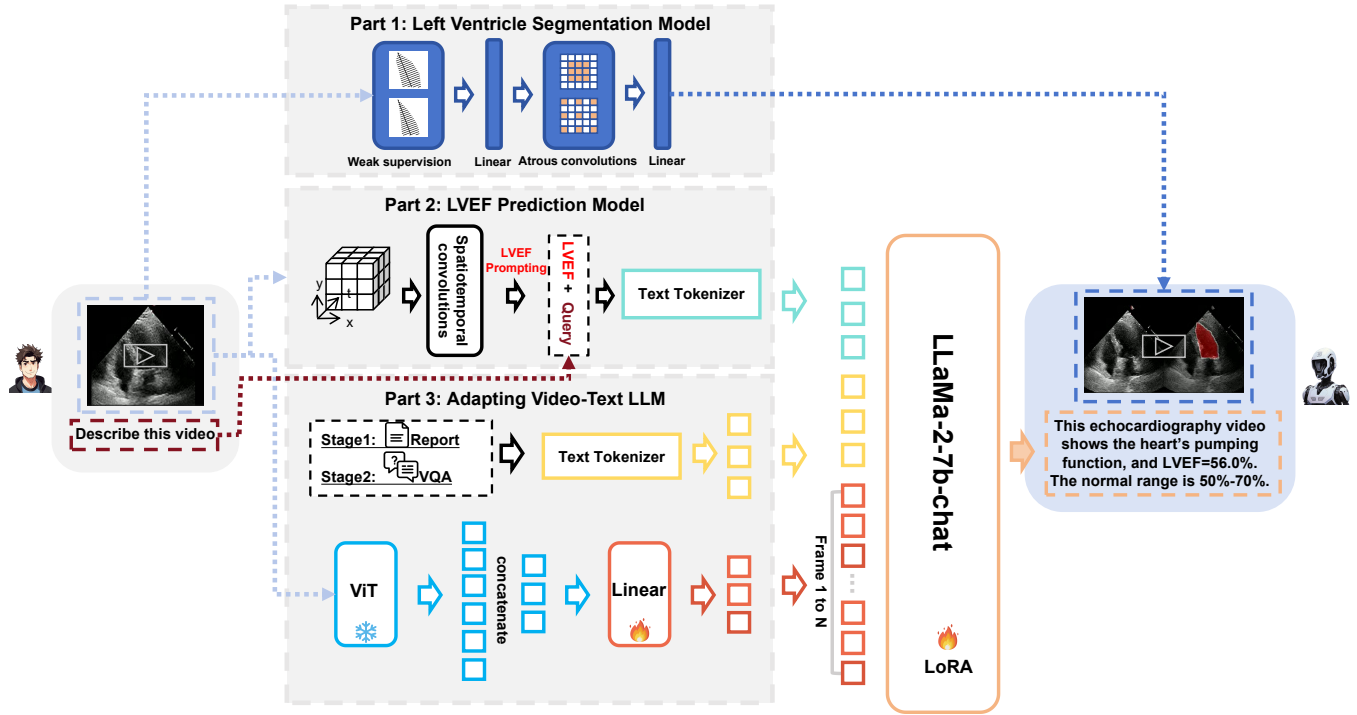 Part 1: Left Ventricle Segmentation Model
Weak supervision
Linear
Atrous convolutions
Linear
Part 2: LVEF Prediction Model
y
t
x
Spatiotemporal
convolutions
LVEF
Prompting
LVEF + Query
Text Tokenizer
Describe this video
Part 3: Adapting Video-Text LLM
Stage1: Report
Stage2: ? VQA
Text Tokenizer
ViT
concatenate
Linear
Frame 1 to N
LLaMa-2-7b-chat
LoRA
This echocardiography video
shows the heart's pumping
function, and LVEF=56.0%.
The normal range is 50%-70%.